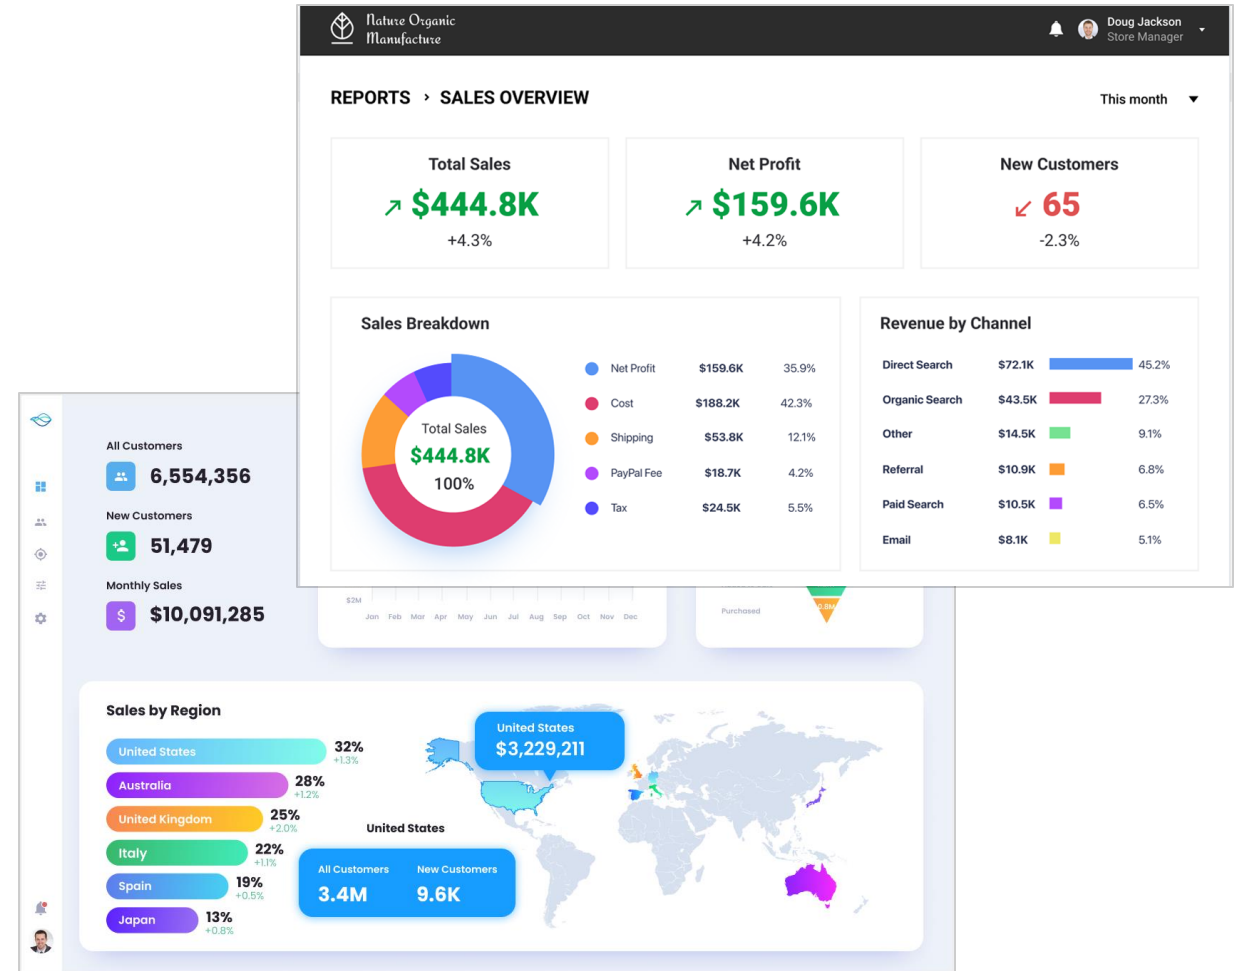 Nature Organic
Manufacture
Doug Jackson
Store Manager
REPORTS > SALES OVERVIEW
This month
Total Sales
$444.8K
+4.3%
Net Profit
$159.6K
+4.2%
New Customers
65
-2.3%
Sales Breakdown
Total Sales
$444.8K
100%
Net Profit $159.6K 35.9%
Cost $188.2K 42.3%
Shipping $53.8K 12.1%
PayPal Fee $18.7K 4.2%
Tax $24.5K 5.5%
Revenue by Channel
Direct Search $72.1K 45.2%
Organic Search $43.5K 27.3%
Other $14.5K 9.1%
Referral $10.9K 6.8%
Paid Search $10.5K 6.5%
Email $8.1K 5.1%
All Customers
6,554,356
New Customers
51,479
Monthly Sales
$ $10,091,285
$2M
Jan Feb Mar Apr May Jun Jul Aug Sep Oct Nov Dec
Purchased
Sales by Region
United States 32%
+1.3%
Australia 28%
+1.2%
United Kingdom 25%
+2.0%
Italy 22%
+1.1%
Spain 19%
+0.5%
Japan 13%
+0.8%
United States
$3,229,211
United States
All Customers New Customers
3.4M 9.6K